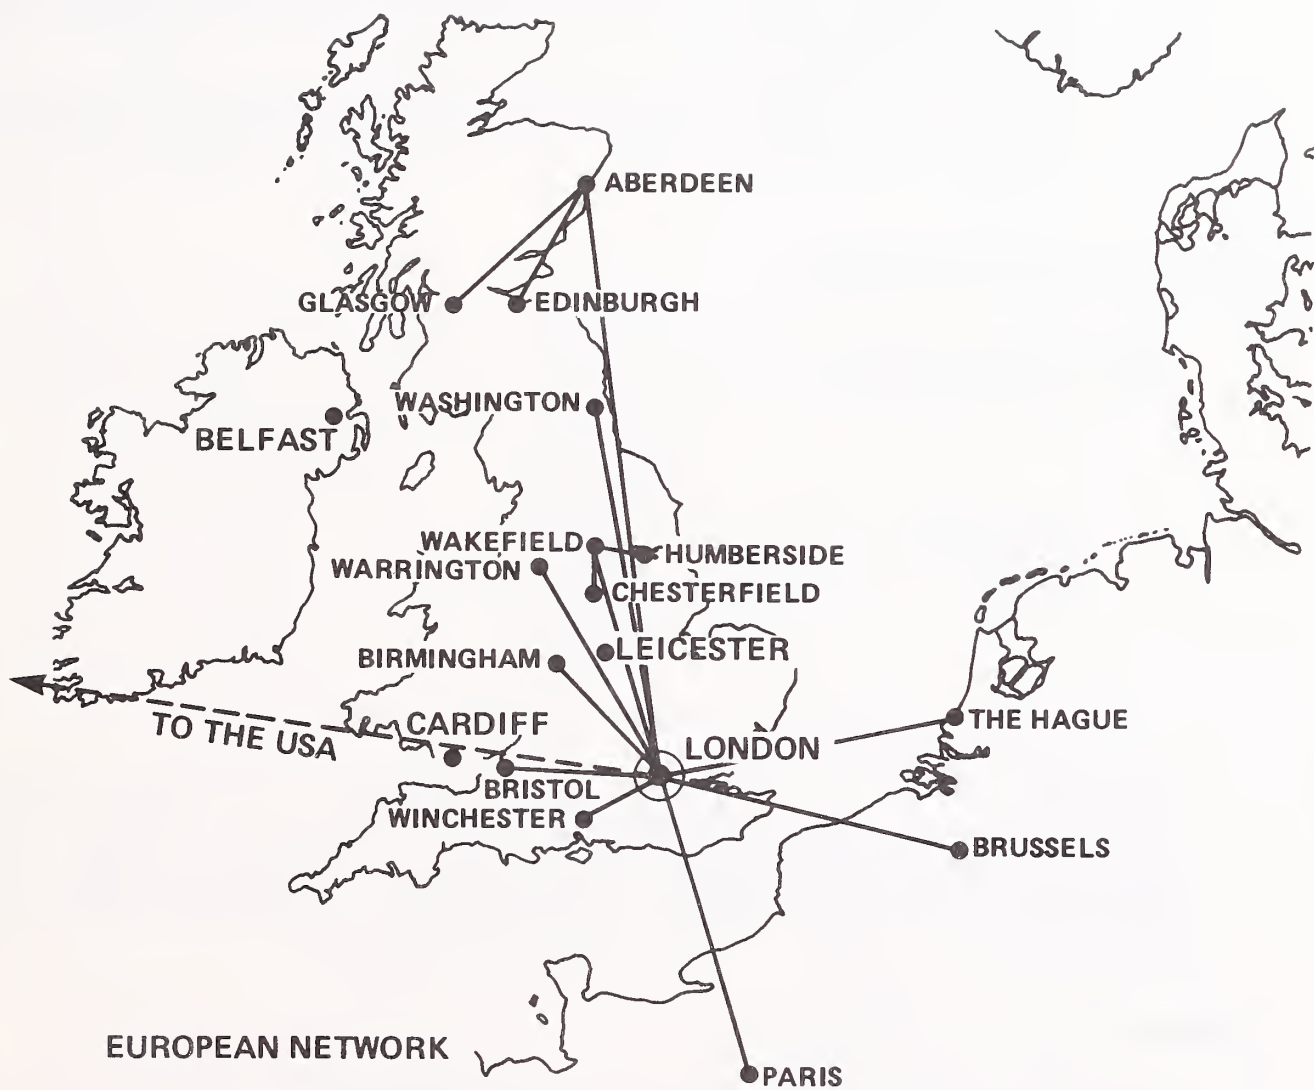 ABERDEEN
GLASGOW
EDINBURGH
WASHINGTON
BELFAST
WAKEFIELD
HUMBERSIDE
WARRINGTON
CHESTERFIELD
LEICESTER
BIRMINGHAM
THE HAGUE
CARDIFF
TO THE USA
LONDON
BRISTOL
WINCHESTER
BRUSSELS
EUROPEAN NETWORK
PARIS